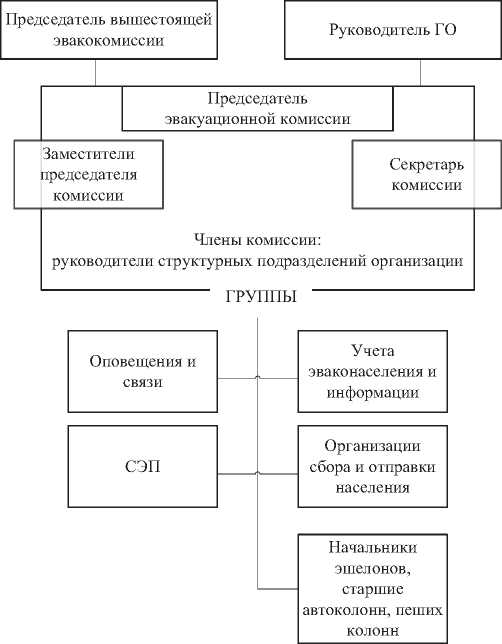 Председатель вышестоящей
эвакокомиссии
Руководитель ГО
Председатель
эвакуационной комиссии
Заместители
председателя
комиссии
Секретарь
комиссии
Члены комиссии:
руководители структурных подразделений организации
ГРУППЫ
Оповещения и
связи
Учета
эваконаселения и
информации
СЭП
Организации
сбора и отправки
населения
Начальники
эшелонов,
старшие
автоколонн, пеших
колонн